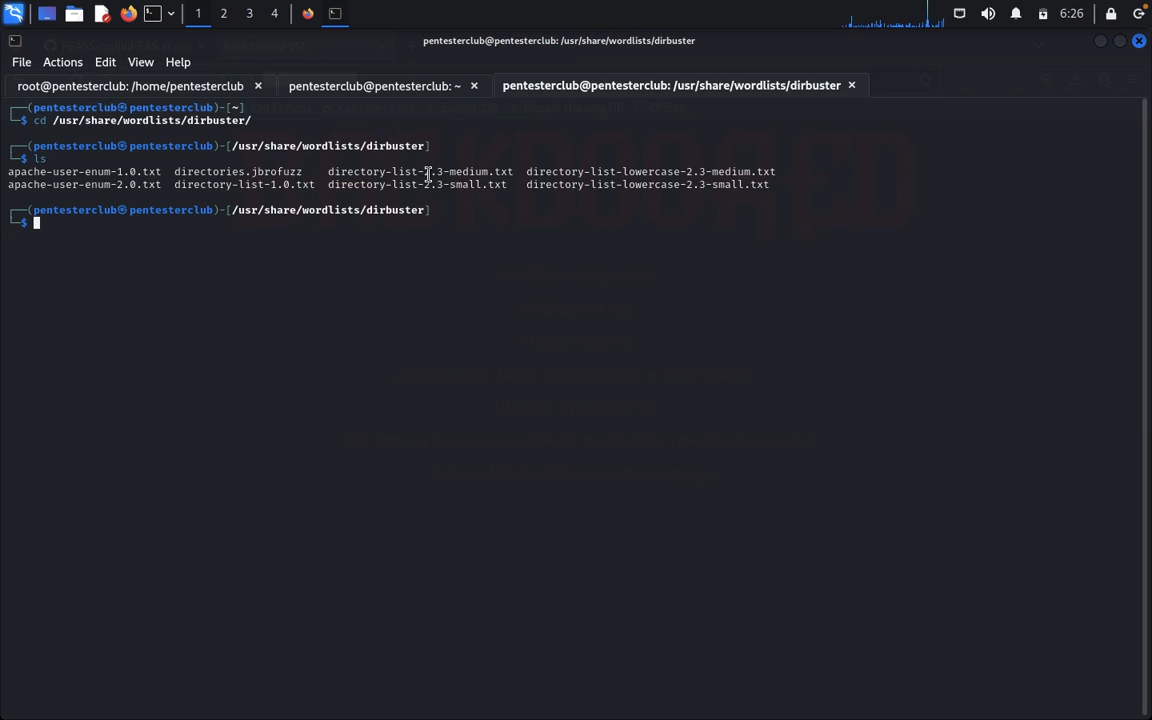 1 2 3 4 6:26
pentesterclub@pentesterclub: /usr/share/wordlists/dirbuster
File Actions Edit View Help
root@pentesterclub: /home/pentesterclub pentesterclub@pentesterclub: ~ pentesterclub@pentesterclub: /usr/share/wordlists/dirbuster
┌──(pentesterclub㉿pentesterclub)-[~]
└─$ cd /usr/share/wordlists/dirbuster/
┌──(pentesterclub㉿pentesterclub)-[/usr/share/wordlists/dirbuster]
└─$ ls
apache-user-enum-1.0.txt directories.jbrofuzz directory-list-2.3-medium.txt directory-list-lowercase-2.3-medium.txt
apache-user-enum-2.0.txt directory-list-1.0.txt directory-list-2.3-small.txt directory-list-lowercase-2.3-small.txt
┌──(pentesterclub㉿pentesterclub)-[/usr/share/wordlists/dirbuster]
└─$